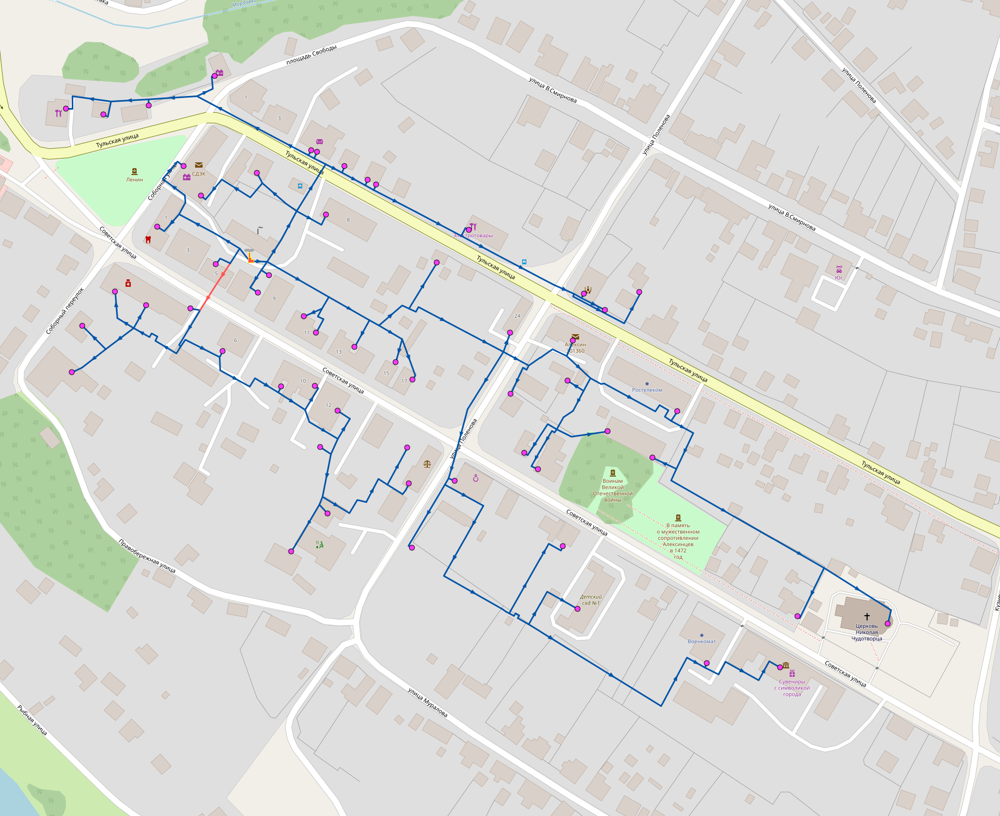 вка
Мордовка
площадь Свободы
улица В.Смирнова
улица Поленова
улица Поленова
1
3
Тульская улица
Тульская улица
Ленин
СДЭК
Соборная улица
1
8
Г
Электротовары
улица В.Смирнова
Советская улица
3
5
9
Тульская улица
Юг
Соборный переулок
24
11
6
13
Алексин
301360
15
17
10
12
Советская улица
Тульская улица
Ростелеком
улица Поленова
Тульская улица
Воинам
Великой
Отечественной
войны
Советская улица
В память
о мужественном
сопротивлении
Алексинцев
в 1472
год
Правобережная улица
Детский
сад №1
Церковь
Николая
Чудотворца
Военкомат
Кузнец
Советская улица
Сувениры
с символикой
города
улица Муралова
Рыбная улица